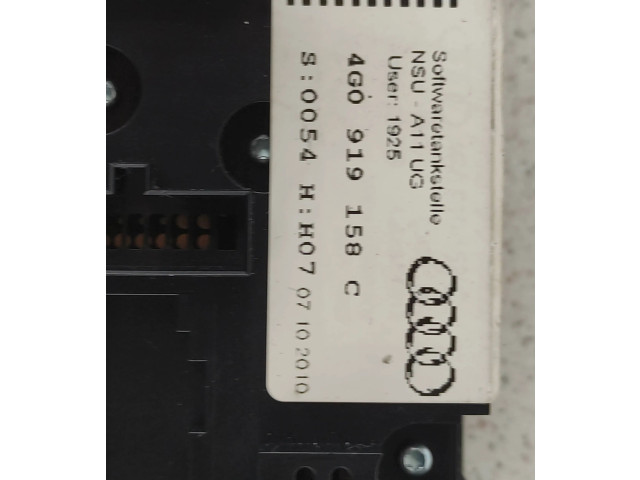 Softwaretankstelle
NSU - A11 UG
User: 1925
4G0 919 158 C
S:0054 H:H07 07 10 2010